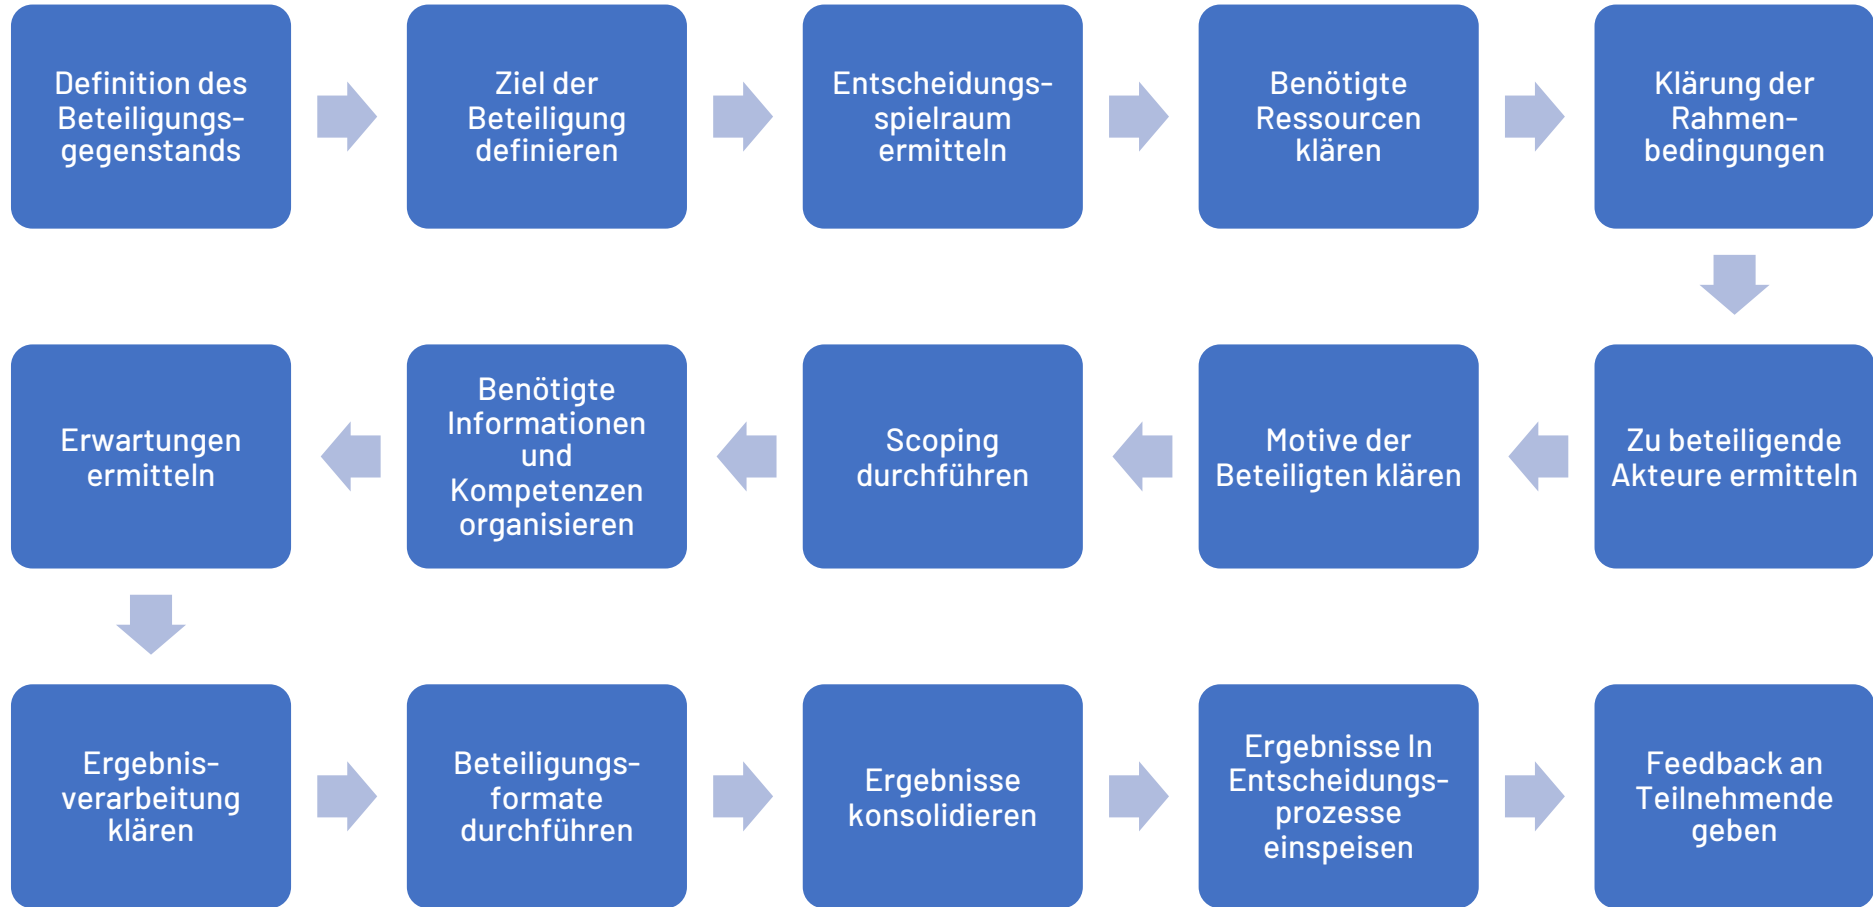 Definition des
Beteiligungs-
gegenstands
Ziel der
Beteiligung
definieren
Entscheidungs-
spielraum
ermitteln
Benötigte
Ressourcen
klären
Klärung der
Rahmen-
bedingungen
Zu beteiligende
Akteure ermitteln
Motive der
Beteiligten klären
Scoping
durchführen
Benötigte
Informationen
und
Kompetenzen
organisieren
Erwartungen
ermitteln
Ergebnis-
verarbeitung
klären
Beteiligungs-
formate
durchführen
Ergebnisse
konsolidieren
Ergebnisse In
Entscheidungs-
prozesse
einspeisen
Feedback an
Teilnehmende
geben